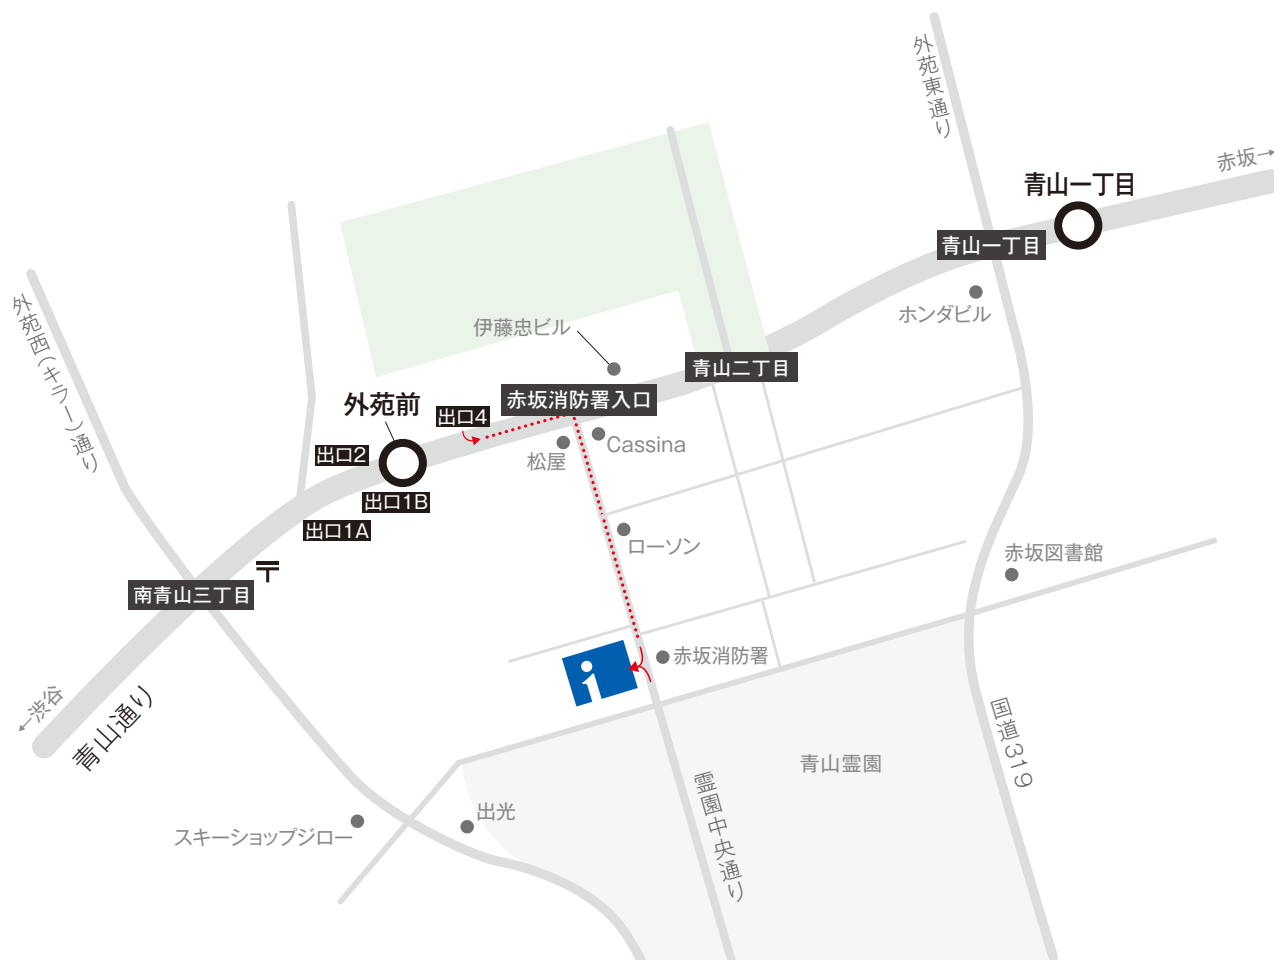 外苑東通り
赤坂→
青山一丁目
青山一丁目
ホンダビル
外苑西(キラー)通り
伊藤忠ビル
青山二丁目
赤坂消防署入口
外苑前
出口4
Cassina
松屋
出口2
出口1B
出口1A
ローソン
赤坂図書館
〒
南青山三丁目
赤坂消防署
i
←渋谷
青山通り
国道319
青山霊園
霊園中央通り
出光
スキーショップジロー